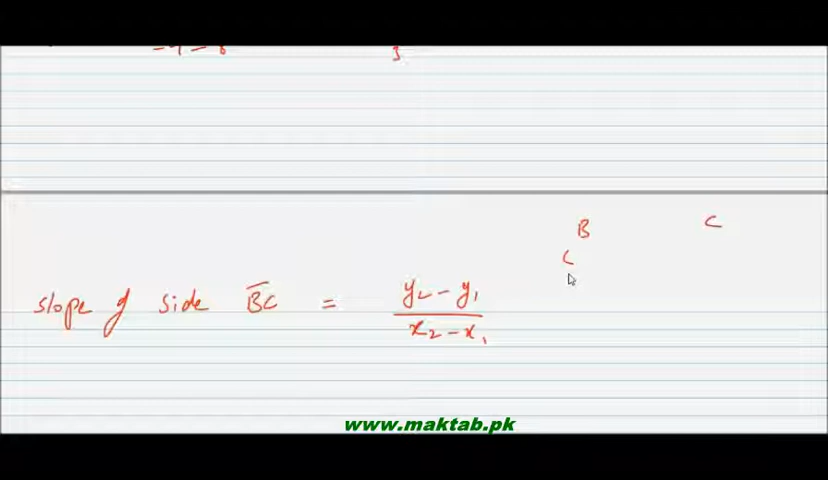 B C
(
slope of side BC = y₂ - y₁
x₂ - x₁
www.maktab.pk